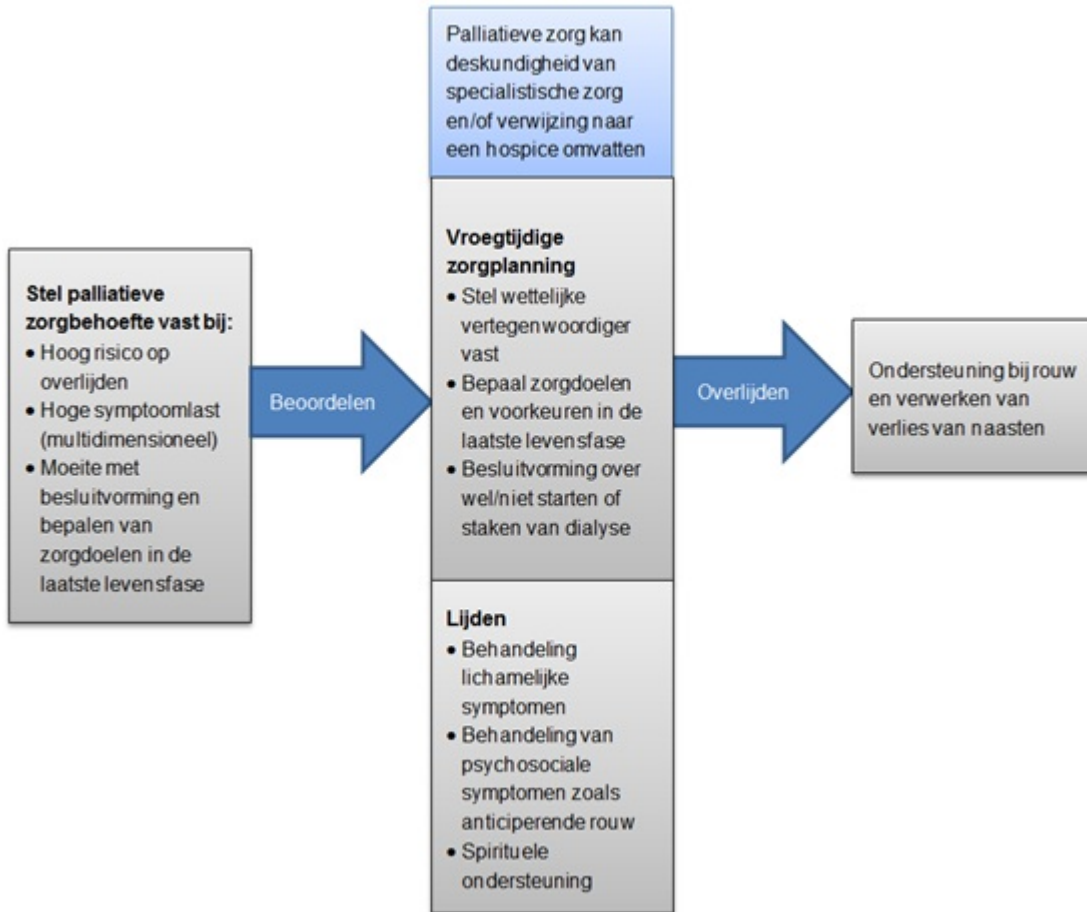 Palliatieve zorg kan
deskundigheid van
specialistische zorg
en/of verwijzing naar
een hospice omvatten
Stel palliatieve
zorgbehoefte vast bij:
• Hoog risico op
overlijden
• Hoge symptoomlast
(multidimensioneel)
• Moeite met
besluitvorming en
bepalen van
zorgdoelen in de
laatste levensfase
Beoordelen
Vroegtijdige
zorgplanning
• Stel wettelijke
vertegenwoordiger
vast
• Bepaal zorgdoelen
en voorkeuren in de
laatste levensfase
• Besluitvorming over
wel/niet starten of
staken van dialyse
Lijden
• Behandeling
lichamelijke
symptomen
• Behandeling van
psychosociale
symptomen zoals
anticiperende rouw
• Spirituele
ondersteuning
Overlijden
Ondersteuning bij rouw
en verwerken van
verlies van naasten